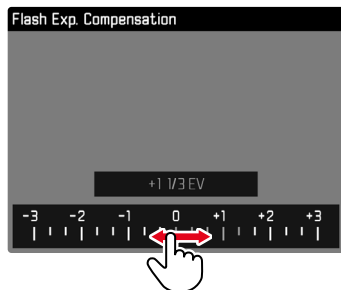 Flash Exp. Compensation
+1 1/3 EV
-3 -2 -1 0 +1 +2 +3